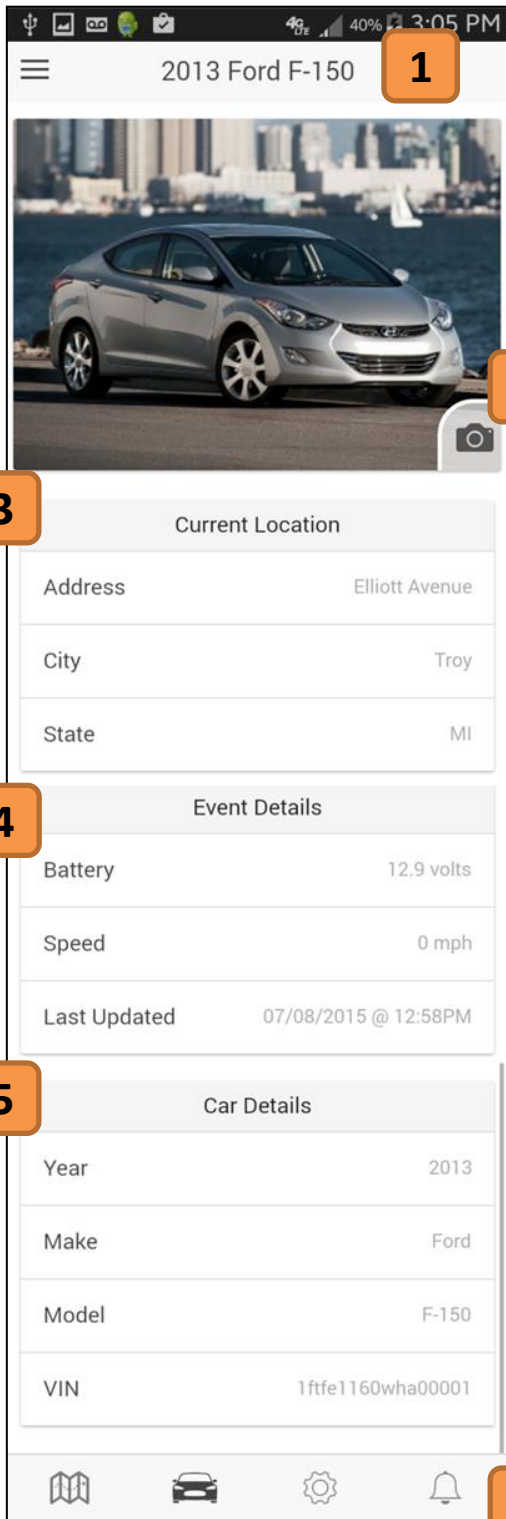 4G LTE 40% 3:05 PM
2013 Ford F-150 1
3
Current Location
Address Elliott Avenue
City Troy
State MI
4
Event Details
Battery 12.9 volts
Speed 0 mph
Last Updated 07/08/2015 @ 12:58PM
5
Car Details
Year 2013
Make Ford
Model F-150
VIN 1ftfe1160wha00001